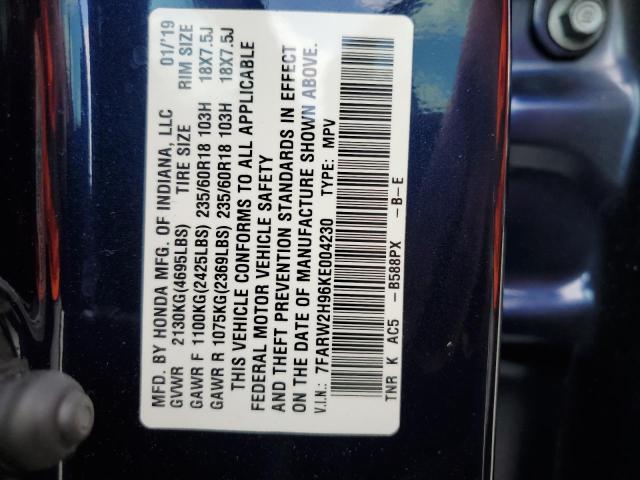 MFD. BY HONDA MFG. OF INDIANA, LLC 01/'19
GVWR 2130KG(4695LBS) TIRE SIZE RIM SIZE
GAWR F 1100KG(2425LBS) 235/60R18 103H 18X7.5J
GAWR R 1075KG(2369LBS) 235/60R18 103H 18X7.5J
THIS VEHICLE CONFORMS TO ALL APPLICABLE
FEDERAL MOTOR VEHICLE SAFETY
AND THEFT PREVENTION STANDARDS IN EFFECT
ON THE DATE OF MANUFACTURE SHOWN ABOVE.
V.I.N.: 7FARW2H96KE004230 TYPE: MPV
TNR K AC5 -B588PX -B-E